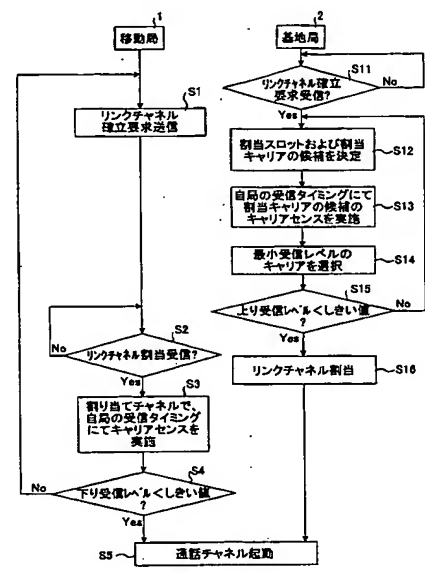 1
移動局
S1
リンクチャネル
確立要求送信
S2
リンクチャネル割当受信?
No
Yes
S3
割り当てチャネルで、
自局の受信タイミング
にてキャリアセンスを
実施
S4
下り受信レベル<しきい値
?
No
Yes
S5
通話チャネル起動
2
基地局
S11
リンクチャネル確立
要求受信?
No
Yes
割当スロットおよび割当
キャリアの候補を決定
S12
自局の受信タイミングにて
割当キャリアの候補の
キャリアセンスを実施
S13
最小受信レベルの
キャリアを選択
S14
S15
上り受信レベル<しきい値
?
No
Yes
リンクチャネル割当
S16